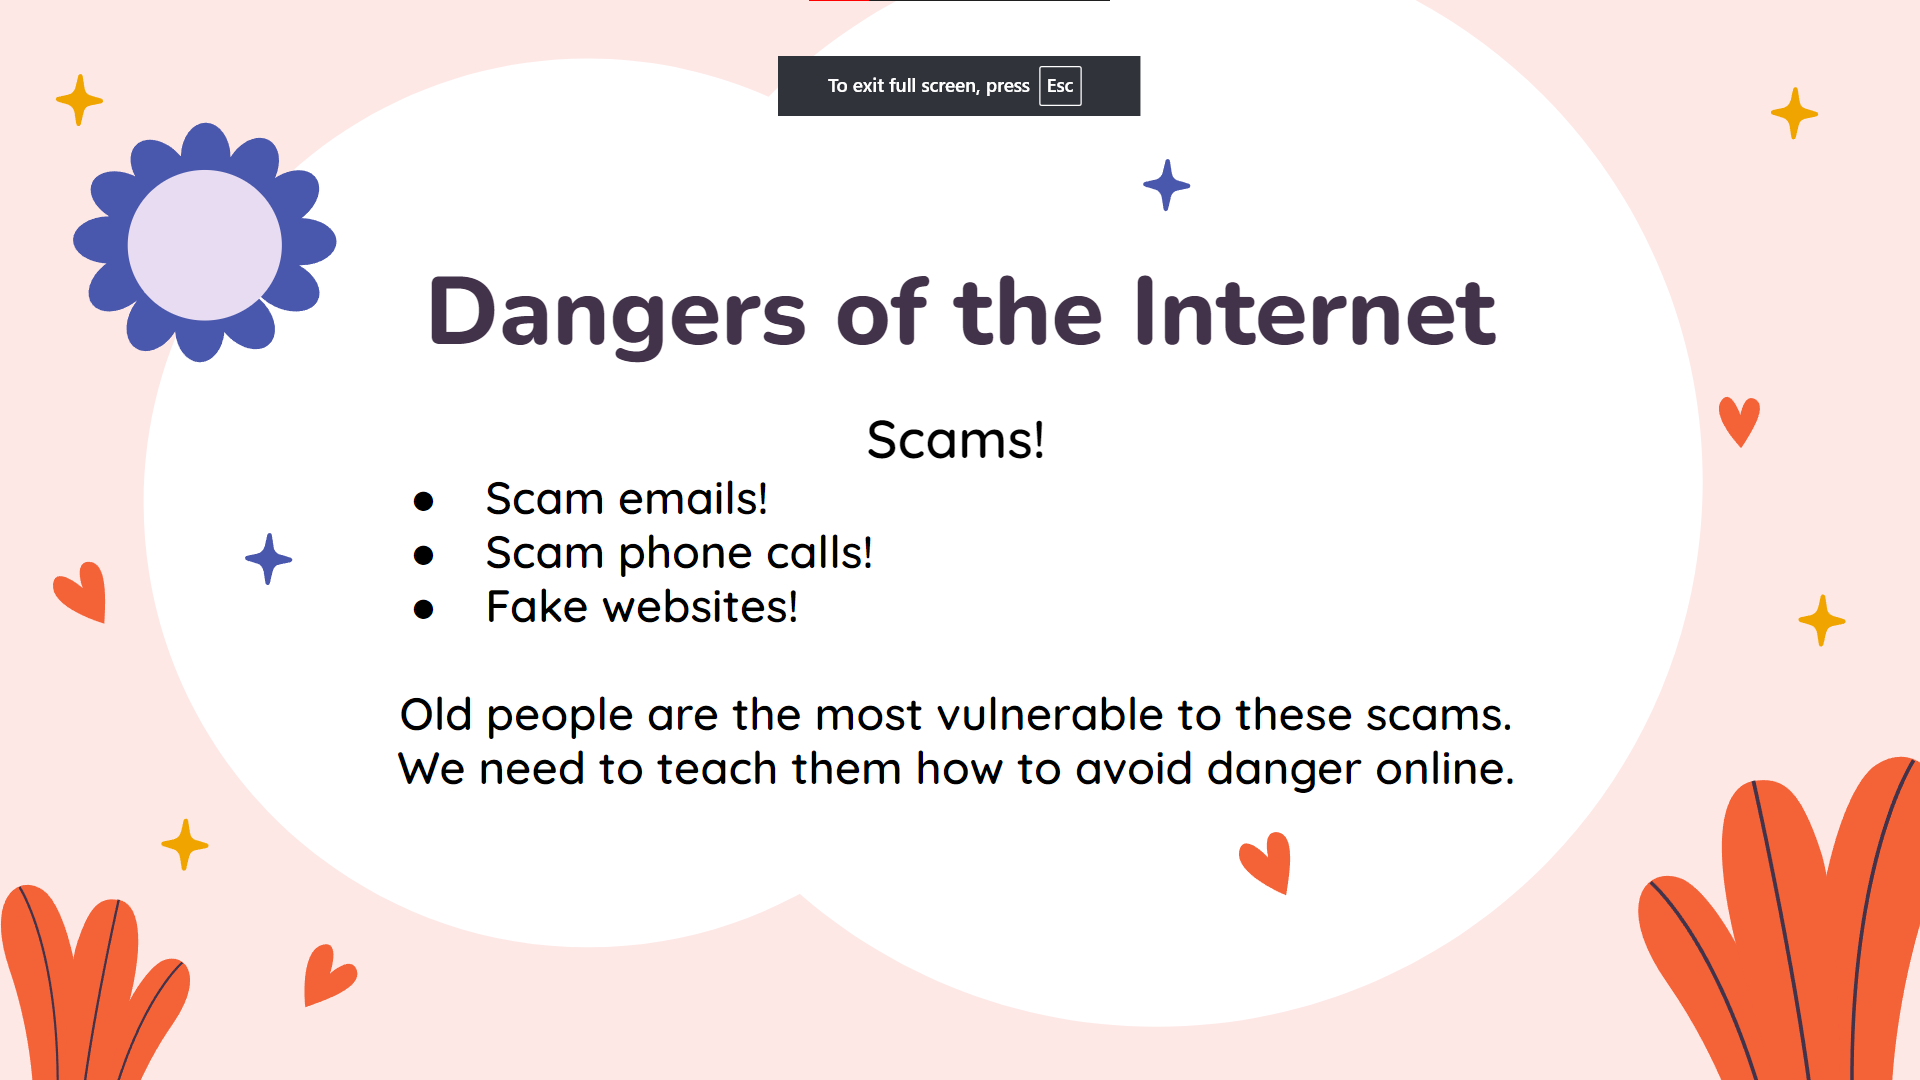 To exit full screen, press Esc
Dangers of the Internet
Scams!
● Scam emails!
● Scam phone calls!
● Fake websites!
Old people are the most vulnerable to these scams.
We need to teach them how to avoid danger online.